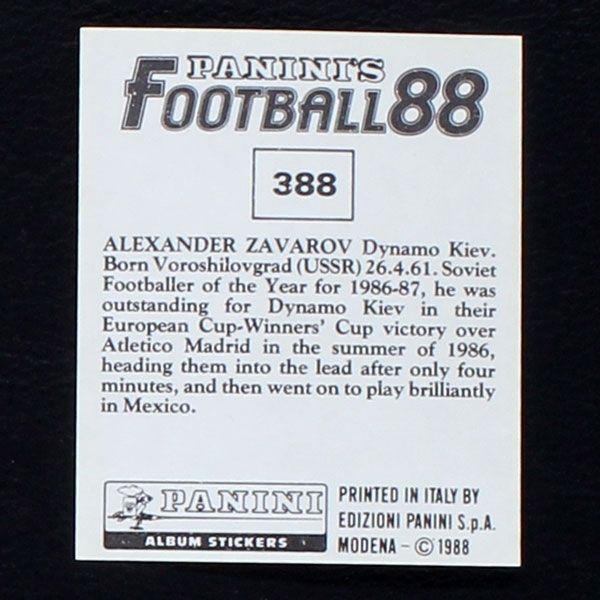 PANINI'S
FOOTBALL 88
388
ALEXANDER ZAVAROV Dynamo Kiev.
Born Voroshilovgrad (USSR) 26.4.61. Soviet
Footballer of the Year for 1986-87, he was
outstanding for Dynamo Kiev in their
European Cup-Winners' Cup victory over
Atletico Madrid in the summer of 1986,
heading them into the lead after only four
minutes, and then went on to play brilliantly
in Mexico.
PANINI
ALBUM STICKERS
PRINTED IN ITALY BY
EDIZIONI PANINI S.p.A.
MODENA - © 1988